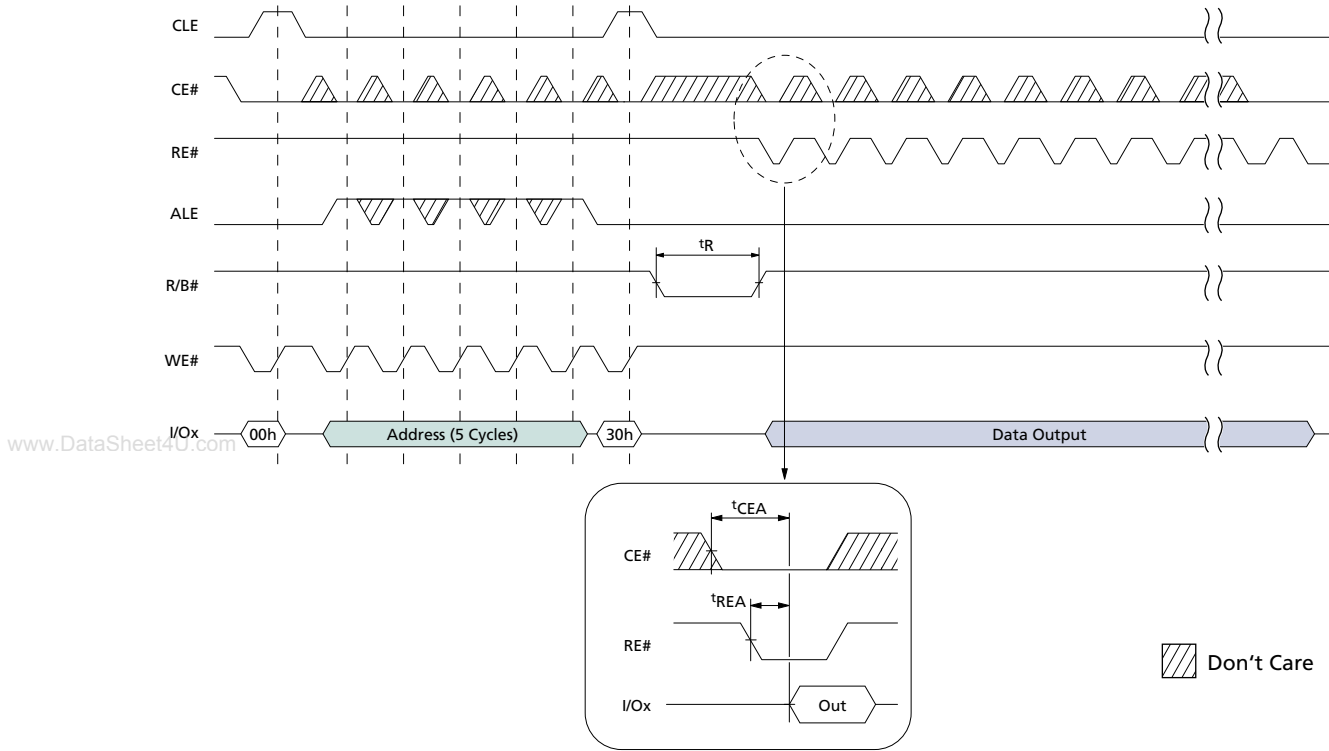 CLE
CE#
RE#
ALE
tR
R/B#
WE#
www.DataSheet4U.com
I/Ox 00h Address (5 Cycles) 30h Data Output
tCEA
CE#
tREA
RE#
I/Ox Out
Don't Care